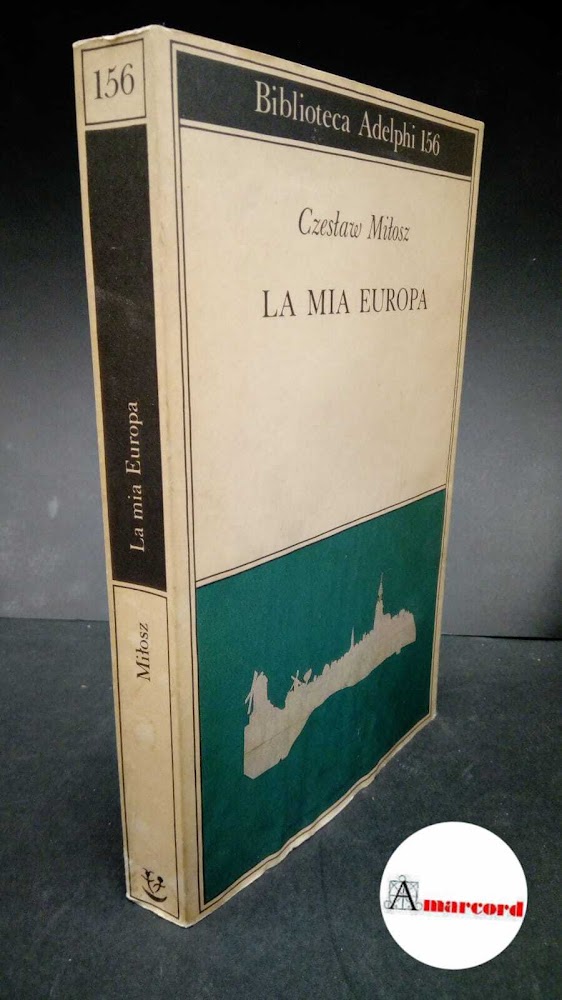 156
La mia Europa
Miłosz
Biblioteca Adelphi 156
Czesław Miłosz
LA MIA EUROPA
Amarcord